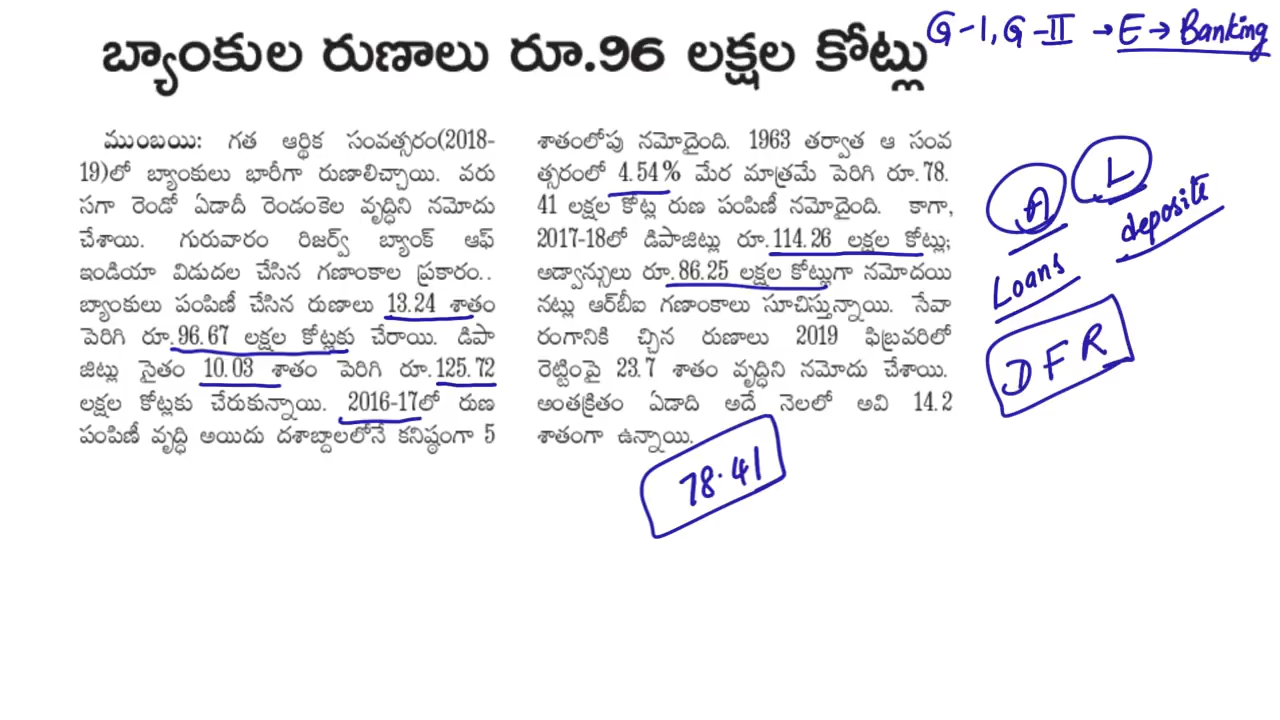 బ్యాంకుల రుణాలు రూ.96 లక్షల కోట్లు
G-I, G-II → E → Banking
ముంబయి: గత ఆర్థిక సంవత్సరం(2018-
19)లో బ్యాంకులు భారీగా రుణాలిచ్చాయి. వరు
సగా రెండో ఏడాదీ రెండంకెల వృద్ధిని నమోదు
చేశాయి. గురువారం రిజర్వ్ బ్యాంక్ ఆఫ్
ఇండియా విడుదల చేసిన గణాంకాల ప్రకారం..
బ్యాంకులు పంపిణీ చేసిన రుణాలు 13.24 శాతం
పెరిగి రూ.96.67 లక్షల కోట్లకు చేరాయి. డిపా
జిట్లు సైతం 10.03 శాతం పెరిగి రూ.125.72
లక్షల కోట్లకు చేరుకున్నాయి. 2016-17లో రుణ
పంపిణీ వృద్ధి అయిదు దశాబ్దాలలోనే కనిష్ఠంగా 5
శాతంలోపు నమోదైంది. 1963 తర్వాత ఆ సంవ
త్సరంలో 4.54% మేర మాత్రమే పెరిగి రూ.78.
41 లక్షల కోట్ల రుణ పంపిణీ నమోదైంది. కాగా,
2017-18లో డిపాజిట్లు రూ.114.26 లక్షల కోట్లు;
అడ్వాన్సులు రూ.86.25 లక్షల కోట్లుగా నమోదయి
నట్లు ఆర్‌బీఐ గణాంకాలు సూచిస్తున్నాయి. సేవా
రంగానికి చ్చిన రుణాలు 2019 ఫిబ్రవరిలో
రెట్టింపై 23.7 శాతం వృద్ధిని నమోదు చేశాయి.
అంతక్రితం ఏడాది అదే నెలలో అవి 14.2
శాతంగా ఉన్నాయి.
78.41
A L
Loans deposite
DFR